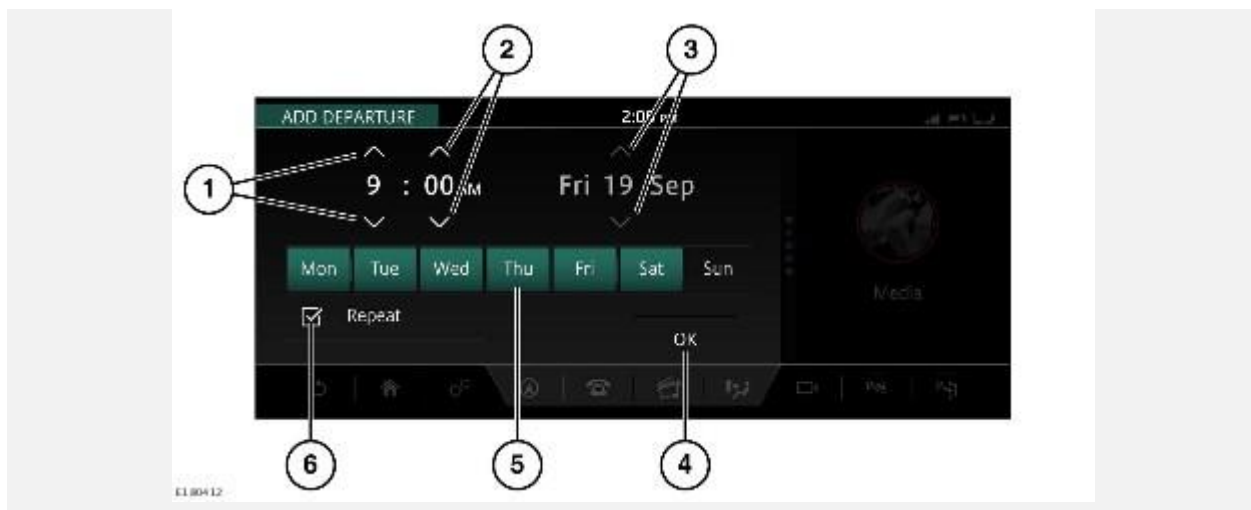 2
3
ADD DEPARTURE
2:05 PM
1
9 : 00 AM
Fri 19 Sep
Mon Tue Wed Thu Fri Sat Sun
Media
Repeat
OK
6
5
4
E180412